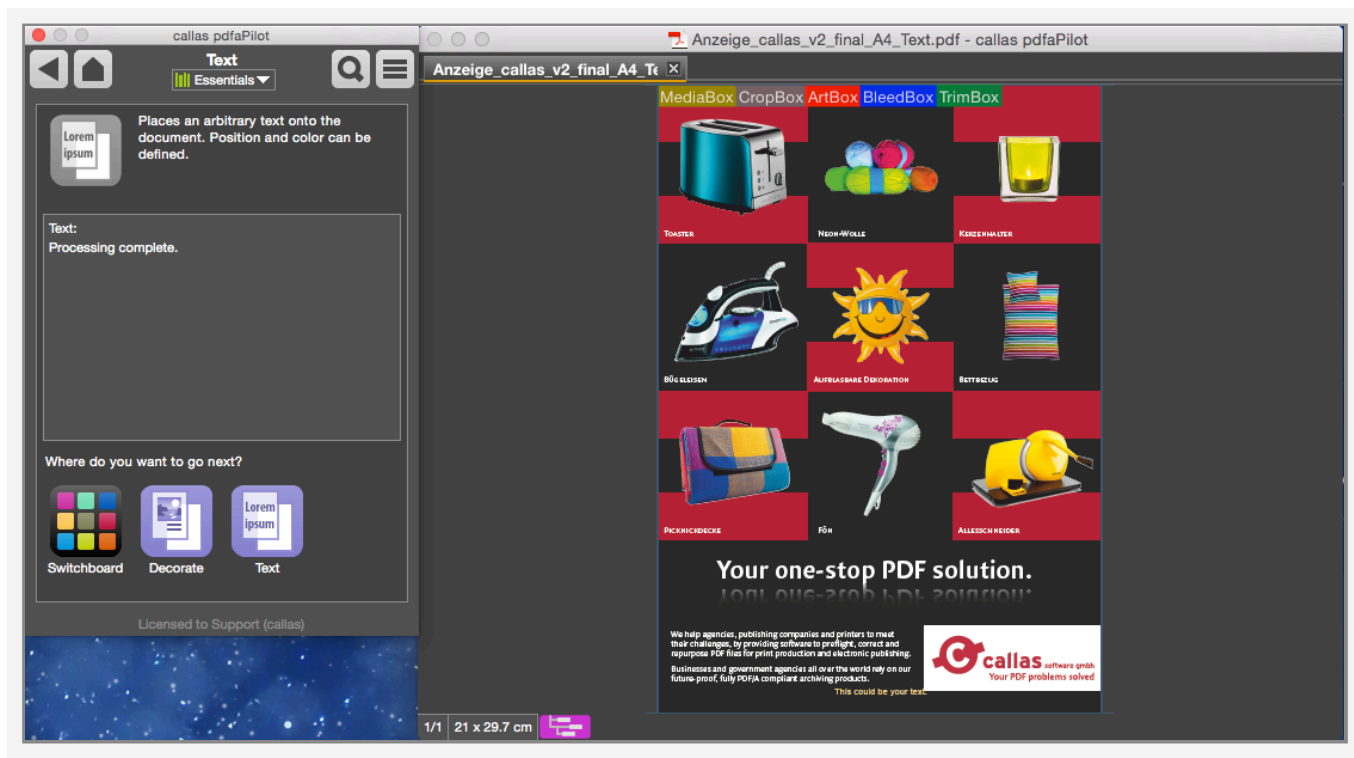 callas pdfaPilot
Text
Essentials
Places an arbitrary text onto the
document. Position and color can be
defined.
Lorem
ipsum
Text:
Processing complete.
Where do you want to go next?
Lorem
ipsum
Switchboard Decorate Text
Licensed to Support (callas)
Anzeige_callas_v2_final_A4_Text.pdf - callas pdfaPilot
Anzeige_callas_v2_final_A4_Te
MediaBox CropBox ArtBox BleedBox TrimBox
Toaster Neon-Wolle Kerzenhalter
Bügeleisen Aufblasbare Dekoration Bettbezug
Picknickdecke Fön Allesschneider
Your one-stop PDF solution.
We help agencies, publishing companies and printers to meet
their challenges, by providing software to preflight, correct and
repurpose PDF files for print production and electronic publishing.
Businesses and government agencies all over the world rely on our
future-proof, fully PDF/A compliant archiving products.
This could be your text.
callas software gmbh
Your PDF problems solved
1/1 21 x 29.7 cm